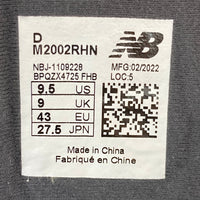 D
M2002RHN
NB
NBJ-1109228
MFG:02/2022
BPQZX4725 FHB
LOC:5
9.5 US
9 UK
43 EU
27.5 JPN
Made in China
Fabriqué en Chine